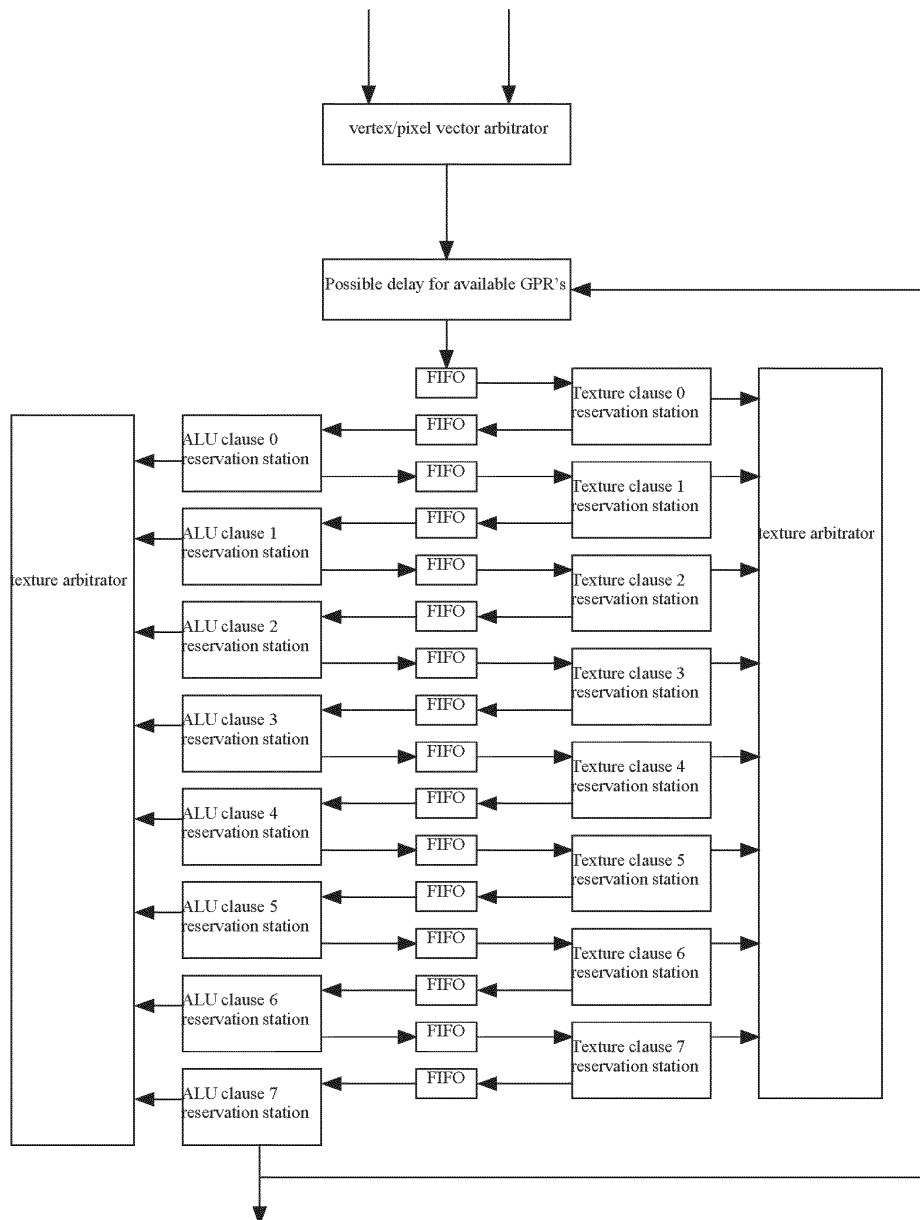 vertex/pixel vector arbitrator
Possible delay for available GPR's
FIFO
Texture clause 0
reservation station
FIFO
ALU clause 0
reservation station
FIFO
Texture clause 1
reservation station
FIFO
ALU clause 1
reservation station
FIFO
Texture clause 2
reservation station
texture arbitrator
texture arbitrator
FIFO
ALU clause 2
reservation station
FIFO
Texture clause 3
reservation station
FIFO
ALU clause 3
reservation station
FIFO
Texture clause 4
reservation station
FIFO
ALU clause 4
reservation station
FIFO
Texture clause 5
reservation station
FIFO
ALU clause 5
reservation station
FIFO
Texture clause 6
reservation station
FIFO
ALU clause 6
reservation station
FIFO
Texture clause 7
reservation station
FIFO
ALU clause 7
reservation station